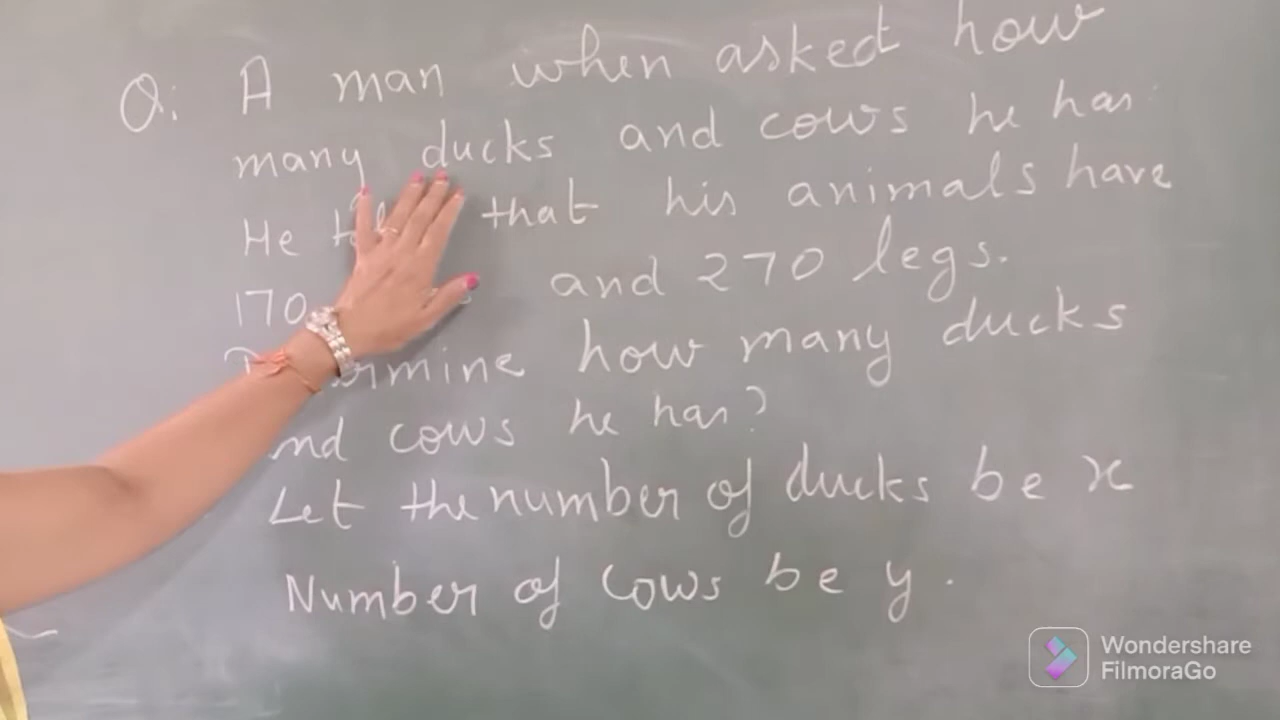 Q: A man when asked how
many ducks and cows he has.
He that his animals have
170 and 270 legs.
how many ducks
and cows he has?
Let the number of ducks be x
Number of cows be y.
Wondershare
FilmoraGo